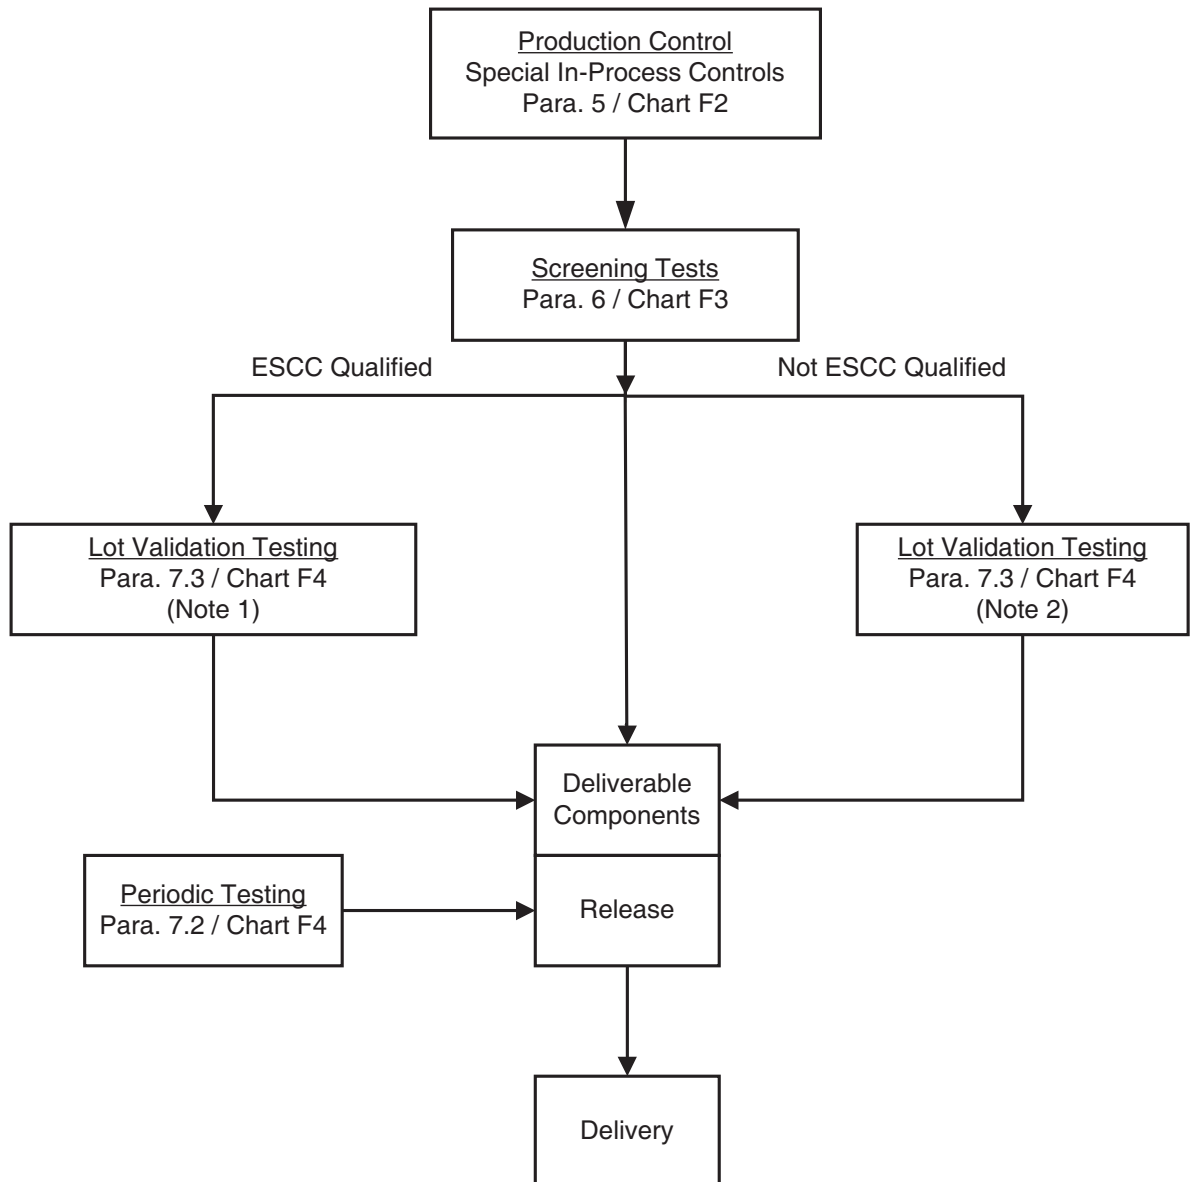 Production Control
Special In-Process Controls
Para. 5 / Chart F2
Screening Tests
Para. 6 / Chart F3
ESCC Qualified
Not ESCC Qualified
Lot Validation Testing
Para. 7.3 / Chart F4
(Note 1)
Lot Validation Testing
Para. 7.3 / Chart F4
(Note 2)
Deliverable
Components
Periodic Testing
Para. 7.2 / Chart F4
Release
Delivery